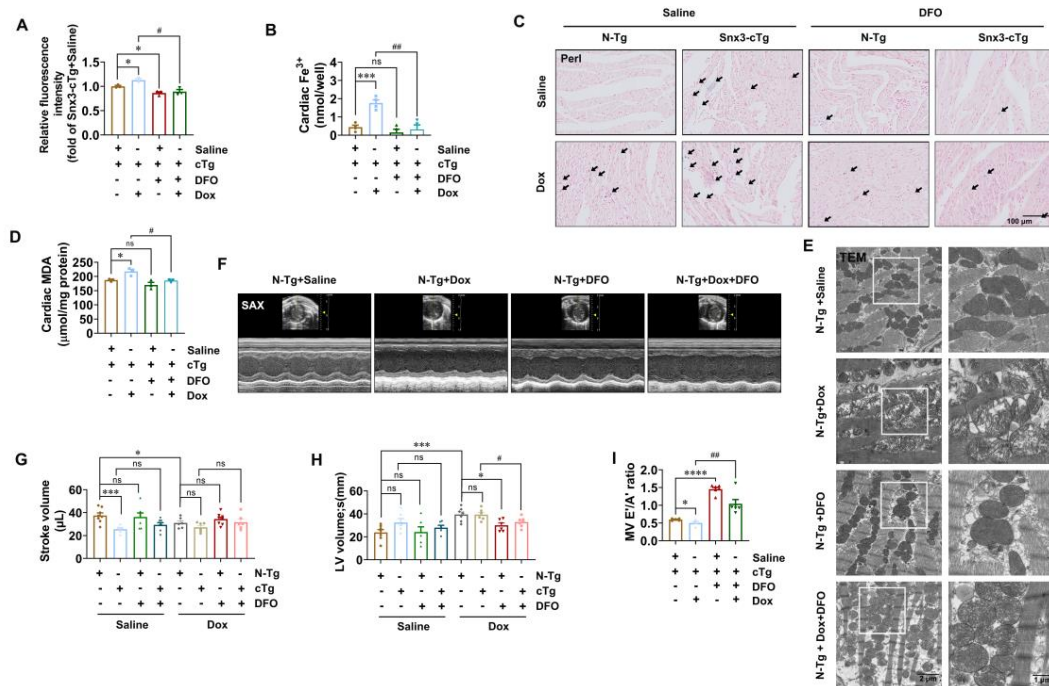 A
Relative fluorescence
intensity
(fold of Snx3-cTg+Saline)
1.5
1.0
0.5
0.0
*
*
#
+ - + - Saline
+ + + + cTg
- - + + DFO
- + - + Dox
B
Cardiac Fe3+
(nmol/well)
4
3
2
1
0
***
ns
##
+ - + - Saline
+ + + + cTg
- - + + DFO
- + - + Dox
C
Saline DFO
N-Tg Snx3-cTg N-Tg Snx3-cTg
Perl
Saline
Dox
100 μm
D
Cardiac MDA
(μmol/mg protein)
250
200
150
100
50
0
*
ns
#
+ - + - Saline
+ + + + cTg
- - + + DFO
- + - + Dox
E
TEM
N-Tg +Saline
N-Tg+Dox
N-Tg +DFO
N-Tg + Dox+DFO
2 μm
1 μm
F
N-Tg+Saline N-Tg+Dox N-Tg+DFO N-Tg+Dox+DFO
SAX
G
Stroke volume
(μL)
60
40
20
0
***
ns
ns
*
ns
ns
ns
+ - + - + - + - N-Tg
- + - + - + - + cTg
- - + + - - + + DFO
Saline Dox
H
LV volume;s(mm)
100
80
60
40
20
0
ns
ns
ns
***
ns
*
#
+ - + - + - + - N-Tg
- + - + - + - + cTg
- - + + - - + + DFO
Saline Dox
I
MV E'/A' ratio
2.0
1.5
1.0
0.5
0.0
*
****
##
+ - + - Saline
+ + + + cTg
- - + + DFO
- + - + Dox